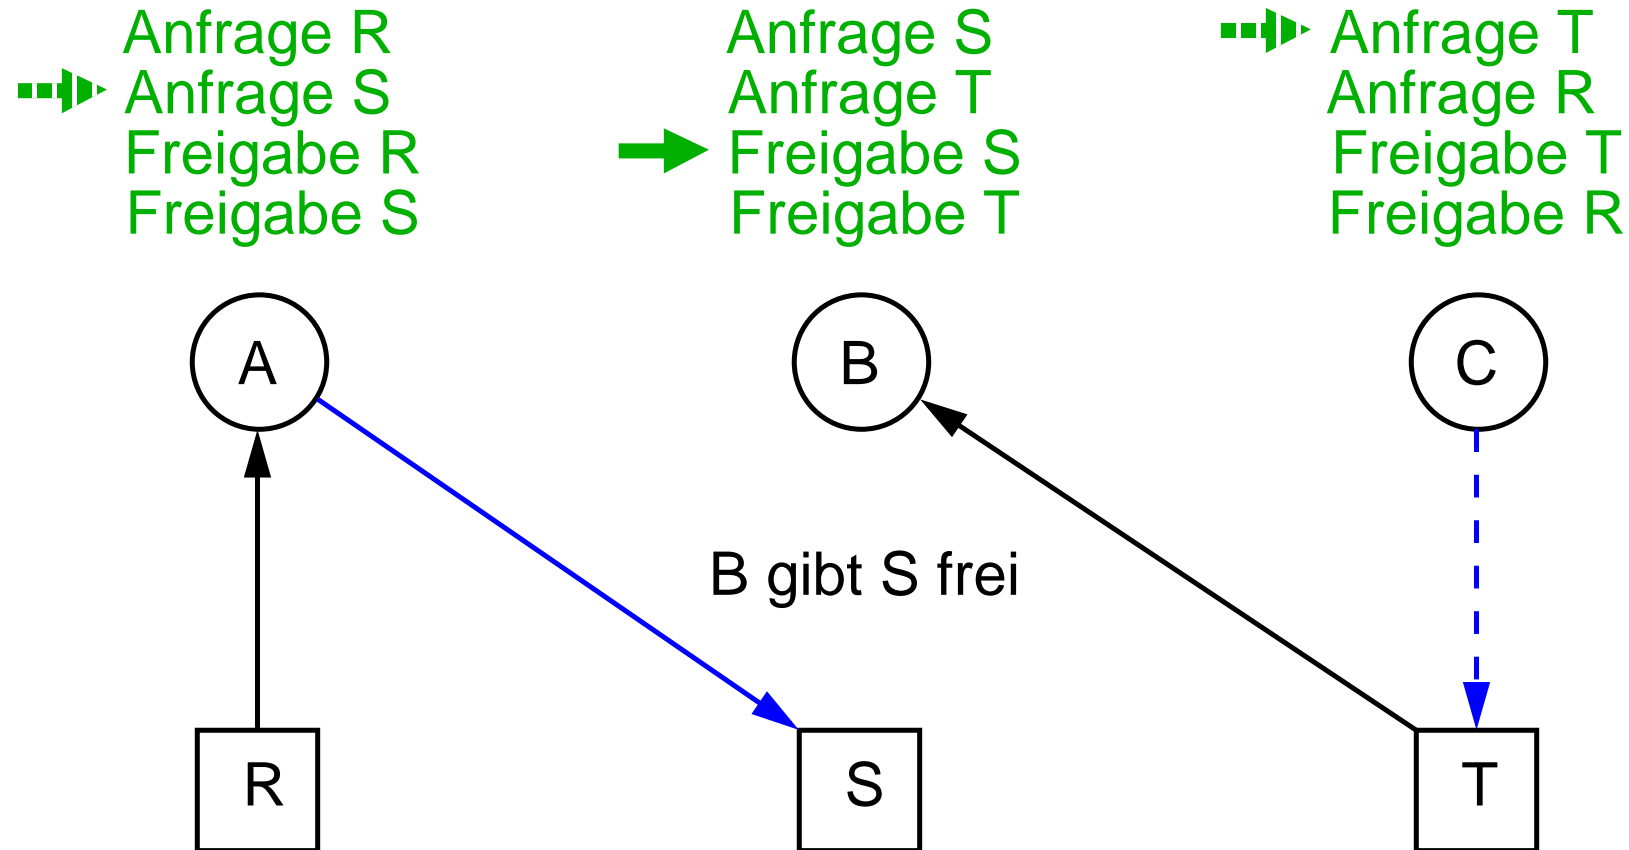 Anfrage R
Anfrage S
Freigabe R
Freigabe S
Anfrage S
Anfrage T
Freigabe S
Freigabe T
Anfrage T
Anfrage R
Freigabe T
Freigabe R
A
B
C
B gibt S frei
R
S
T